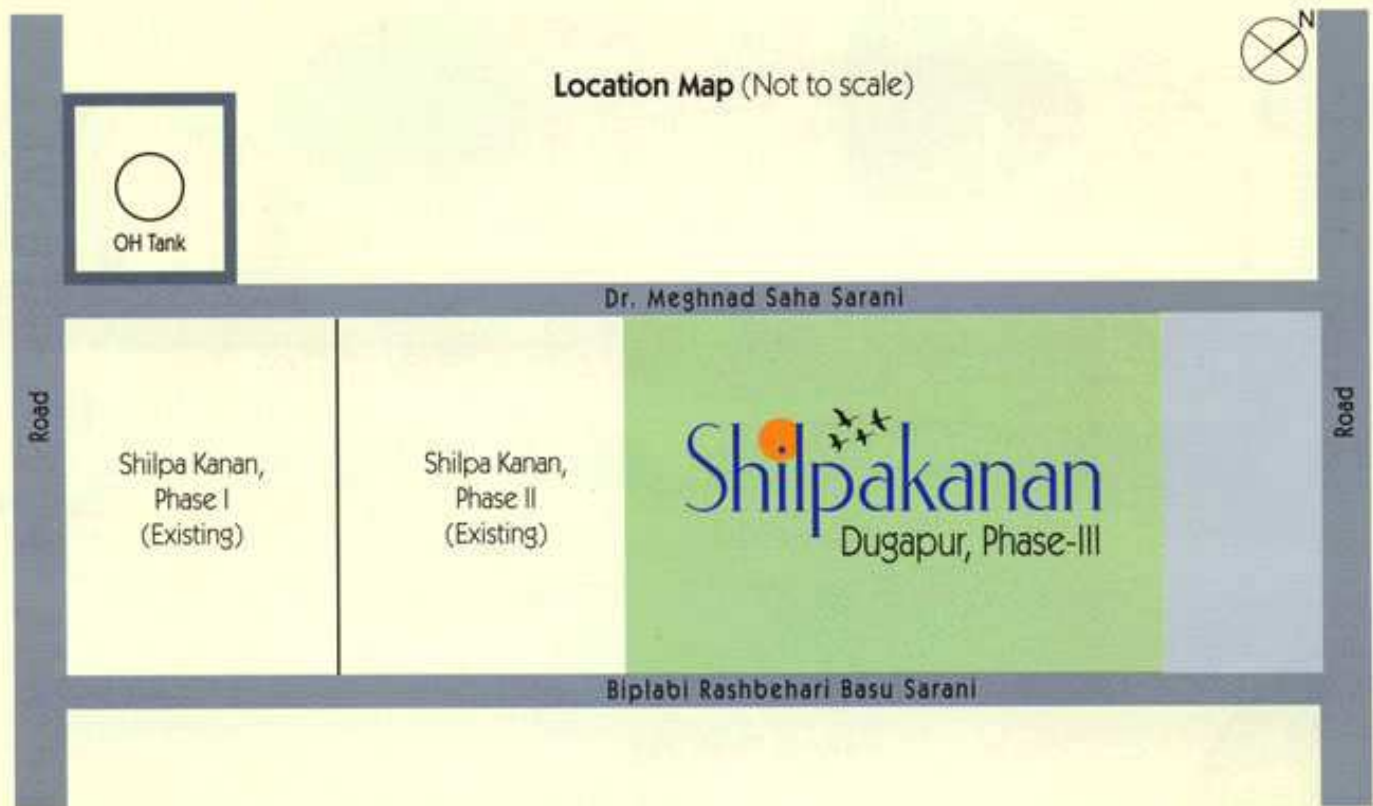 N
Location Map (Not to scale)
OH Tank
Dr. Meghnad Saha Sarani
Road
Shilpa Kanan,
Phase I
(Existing)
Shilpa Kanan,
Phase II
(Existing)
Shilpakanan
Dugapur, Phase-III
Road
Biplabi Rashbehari Basu Sarani